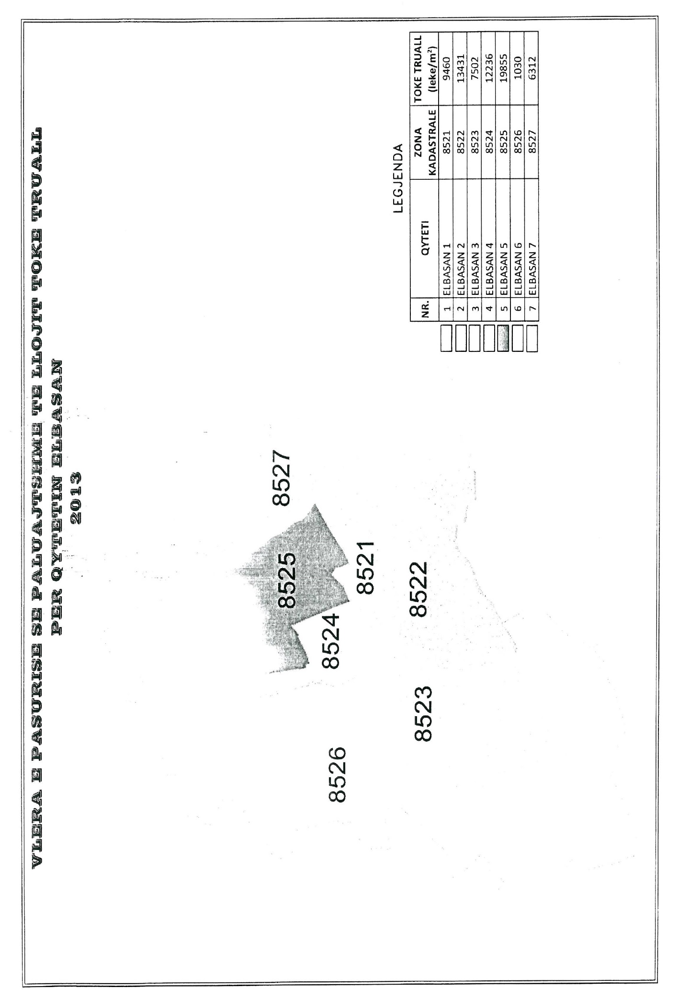 VLERA E PASURISE SE PALUAJTSHME TE LLOJIT TOKE TRUALL
PER QYTETIN ELBASAN
2013
8527
8525
8521
8524
8522
8523
8526
LEGJENDA
NR. QYTETI ZONA KADASTRALE TOKE TRUALL (leke/m²)
1 ELBASAN 1 8521 9460
2 ELBASAN 2 8522 13431
3 ELBASAN 3 8523 7502
4 ELBASAN 4 8524 12236
5 ELBASAN 5 8525 19855
6 ELBASAN 6 8526 1030
7 ELBASAN 7 8527 6312